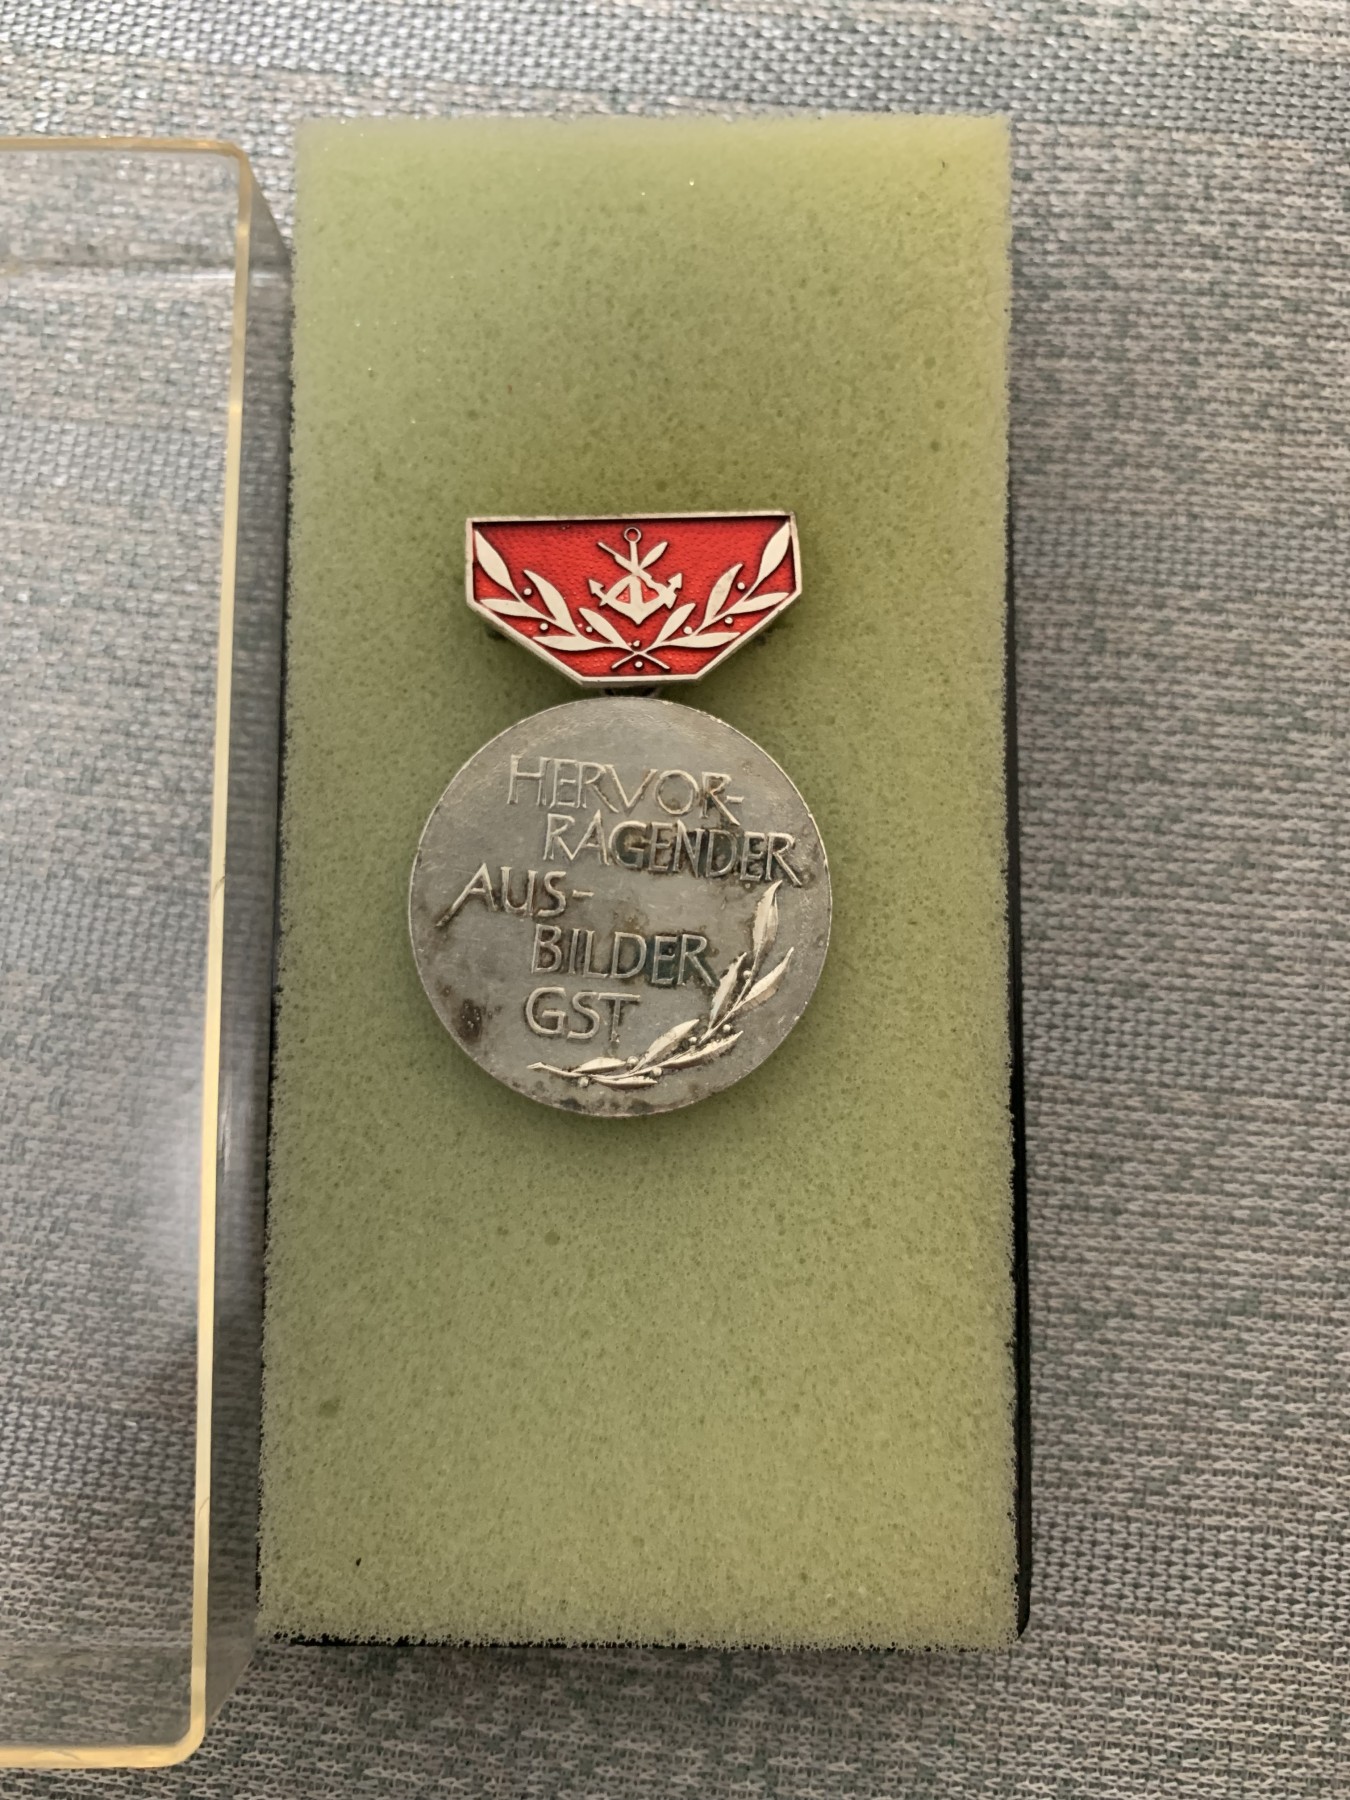 HERVOR-
RAGENDER
AUS-
BILDER
GST